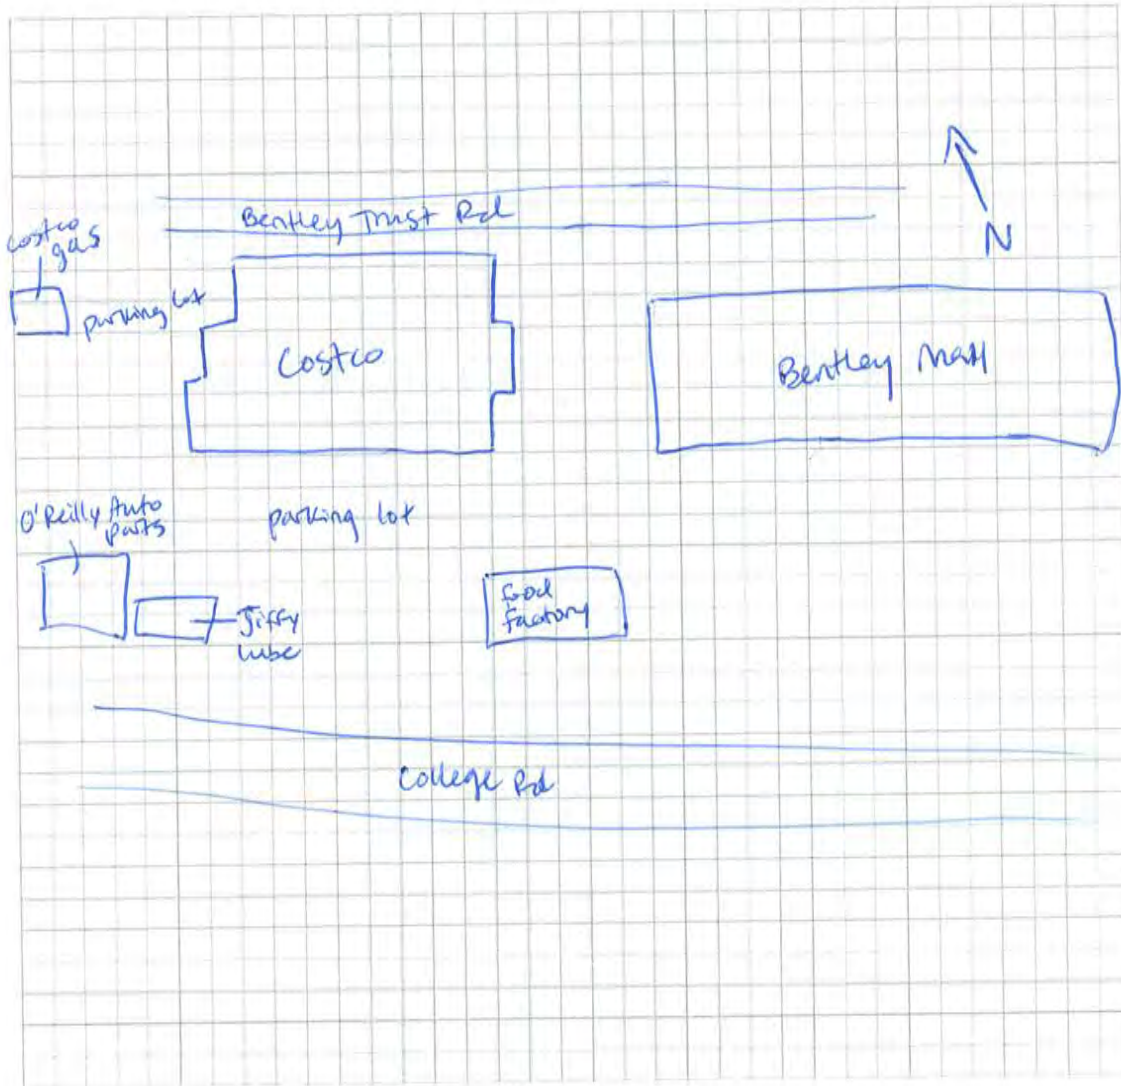 Bentley Trust Rd
N
Costco
gas
parking lot
Costco
Bentley Mall
O'Reilly Auto
parts
parking lot
Jiffy
lube
food
factory
College Rd